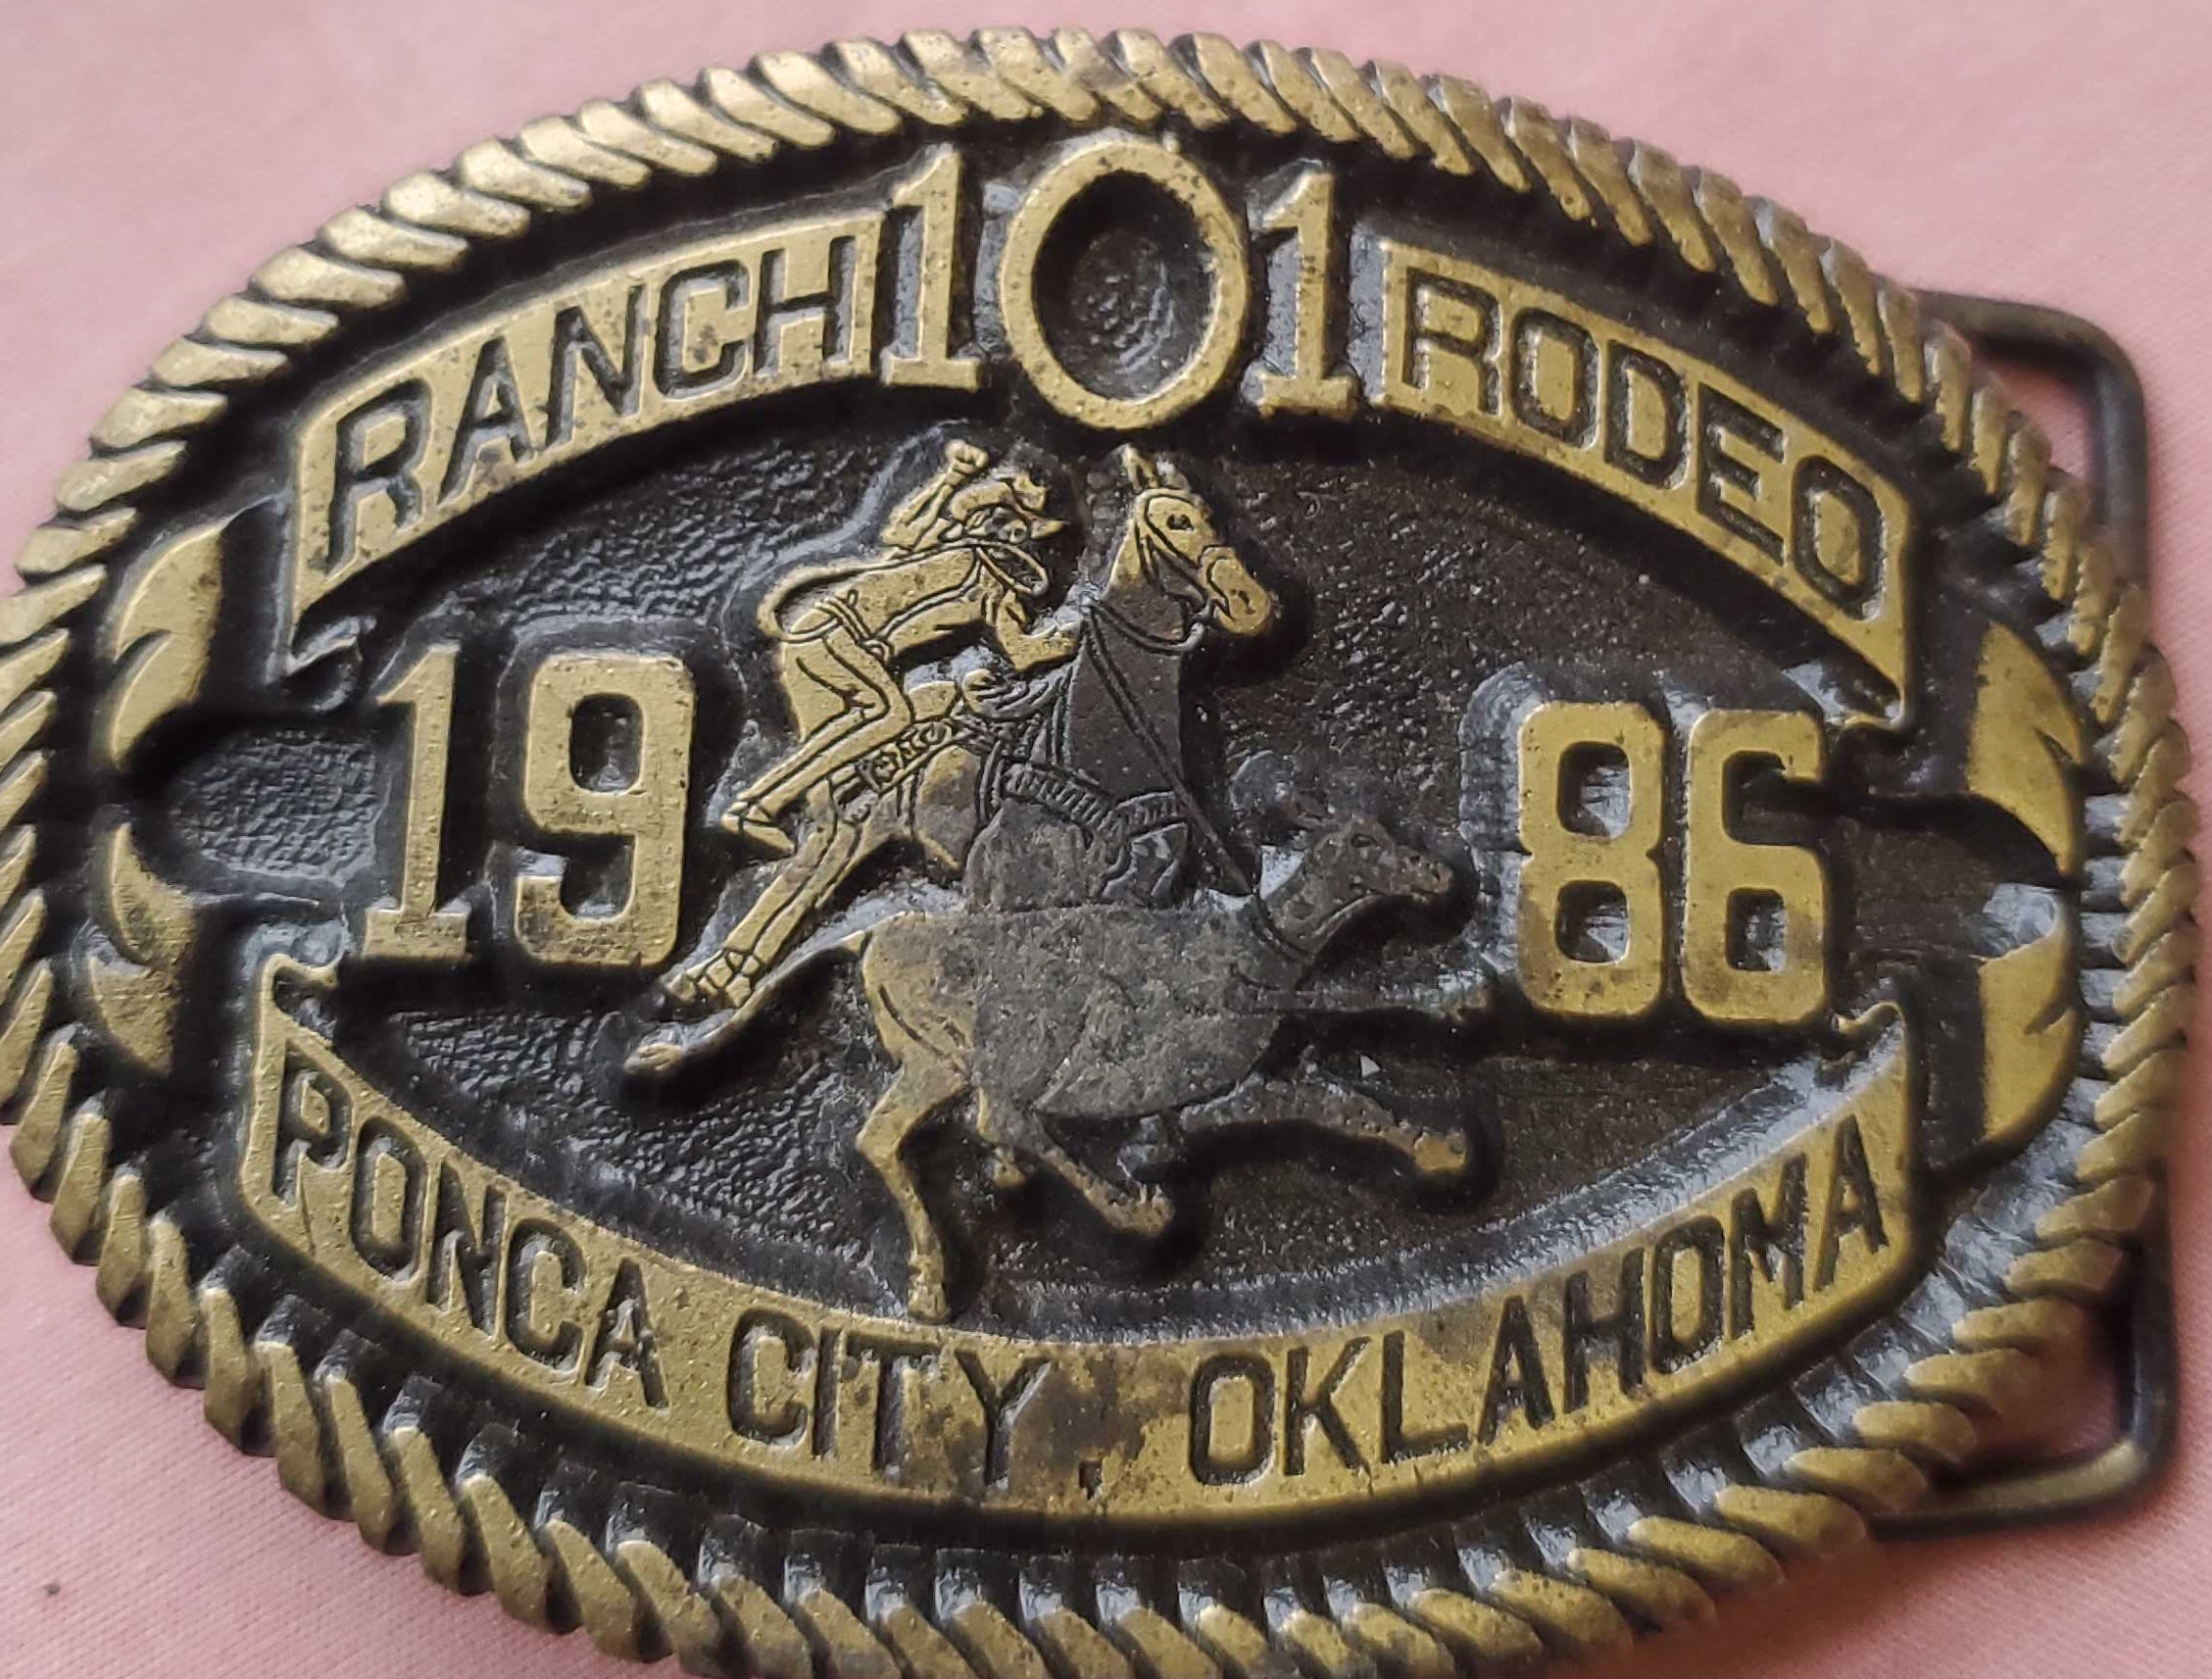 RANCH 101 RODEO
19 86
PONCA CITY, OKLAHOMA